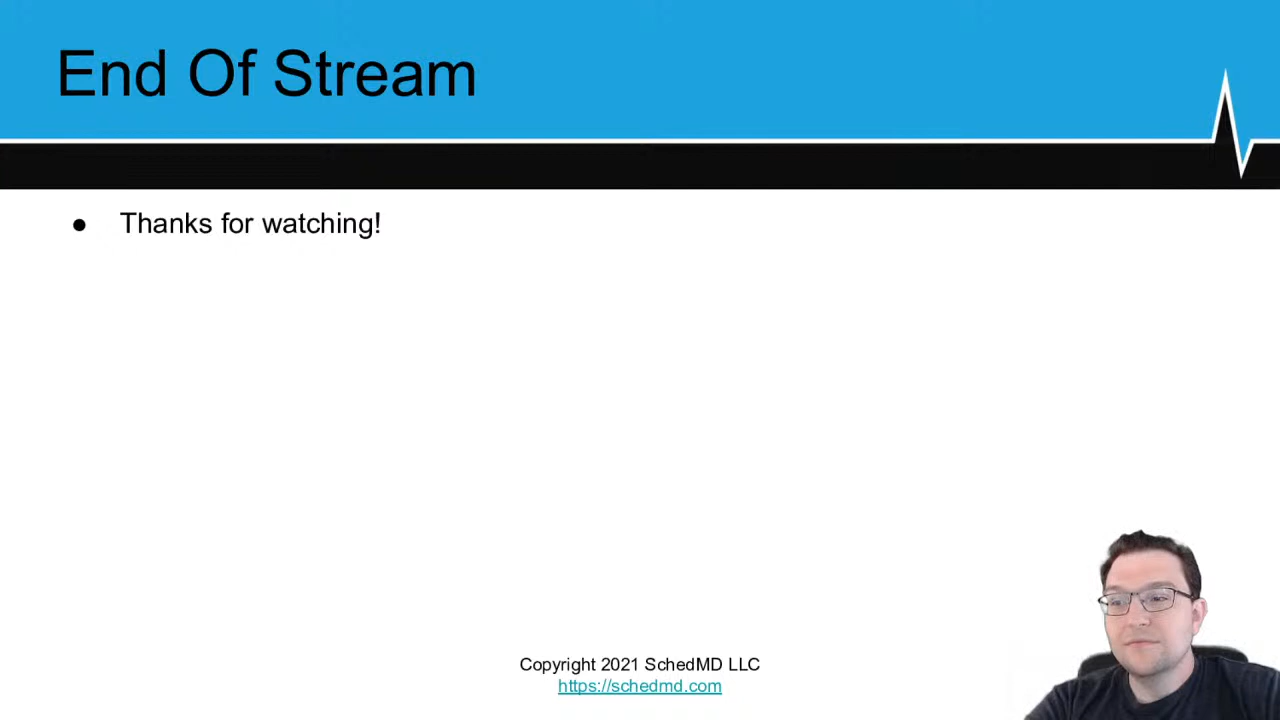 End Of Stream
● Thanks for watching!
Copyright 2021 SchedMD LLC
https://schedmd.com